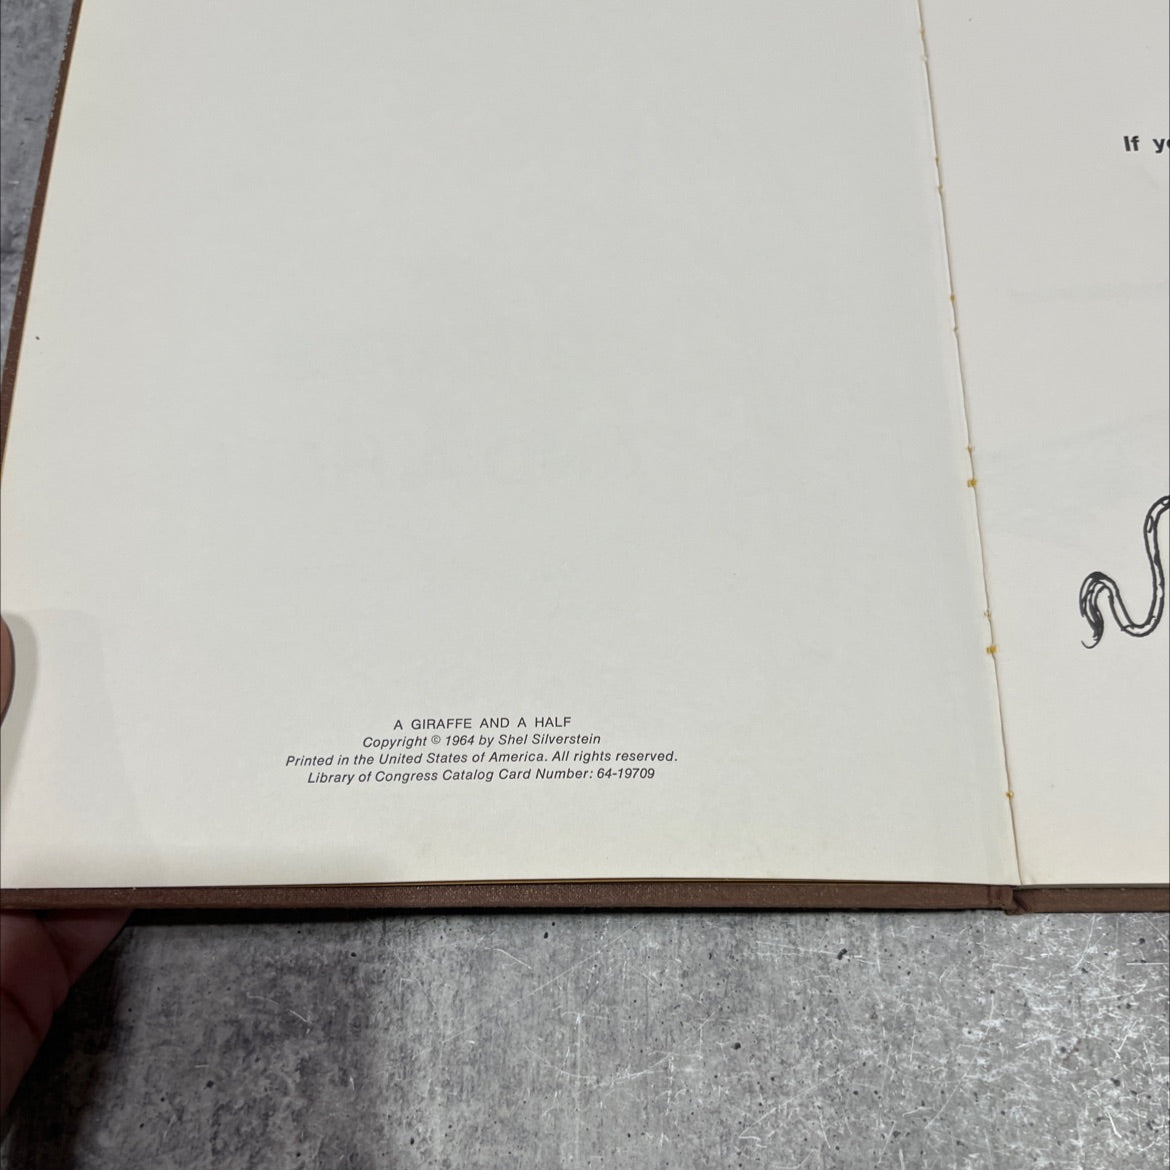 A GIRAFFE AND A HALF
Copyright © 1964 by Shel Silverstein
Printed in the United States of America. All rights reserved.
Library of Congress Catalog Card Number: 64-19709
If